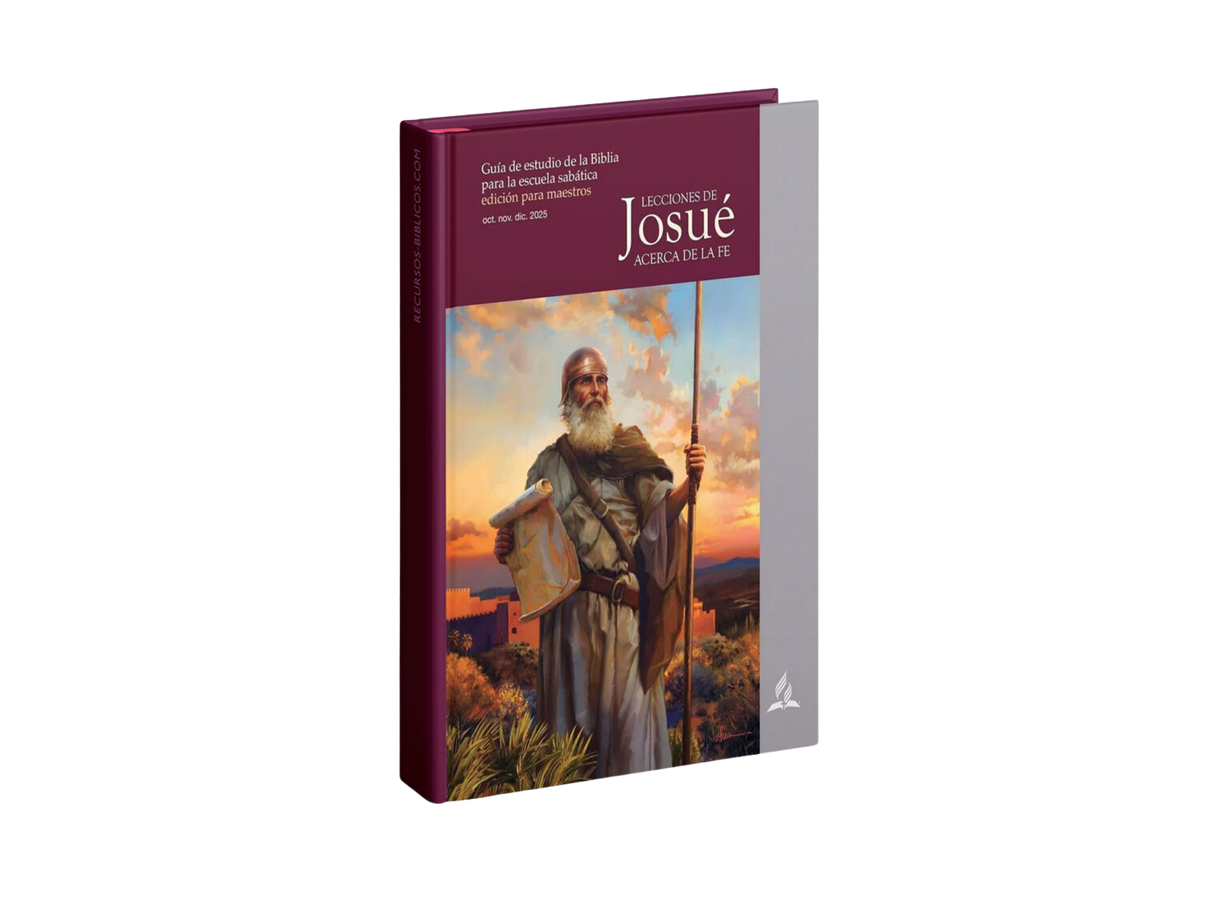 RECURSOS-BIBLICOS.COM
Guía de estudio de la Biblia
para la escuela sabática
edición para maestros
oct. nov. dic. 2025
LECCIONES DE
Josué
ACERCA DE LA FE